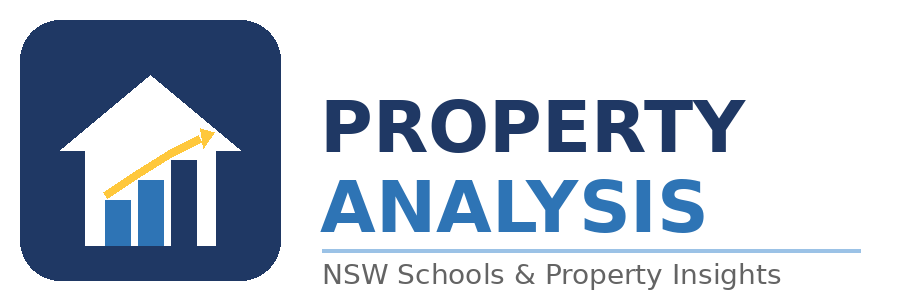 PROPERTY
ANALYSIS
NSW Schools & Property Insights